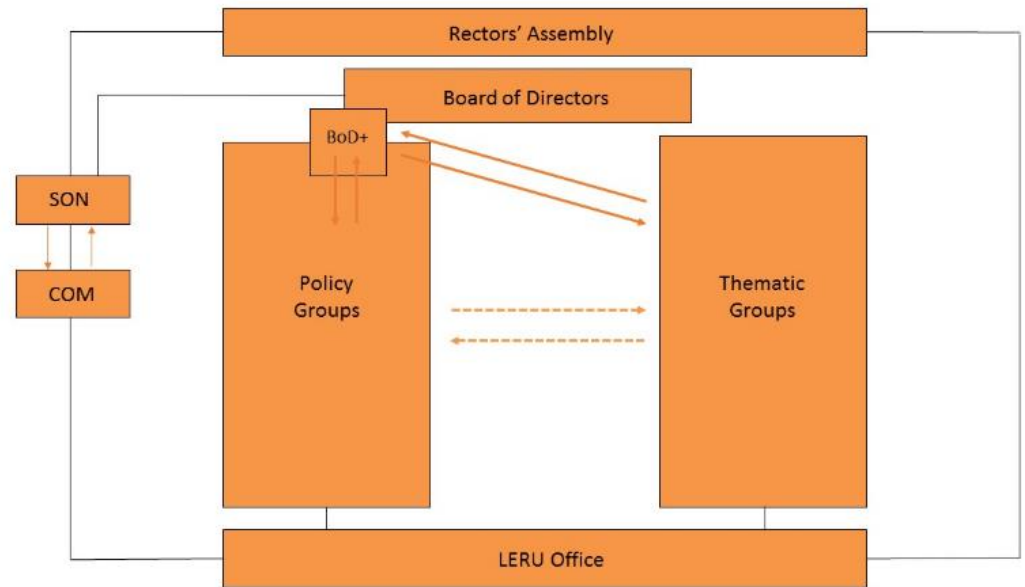 Rectors’ Assembly
Board of Directors
BoD+
SON
COM
Policy
Groups
Thematic
Groups
LERU Office